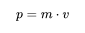 p = m · v